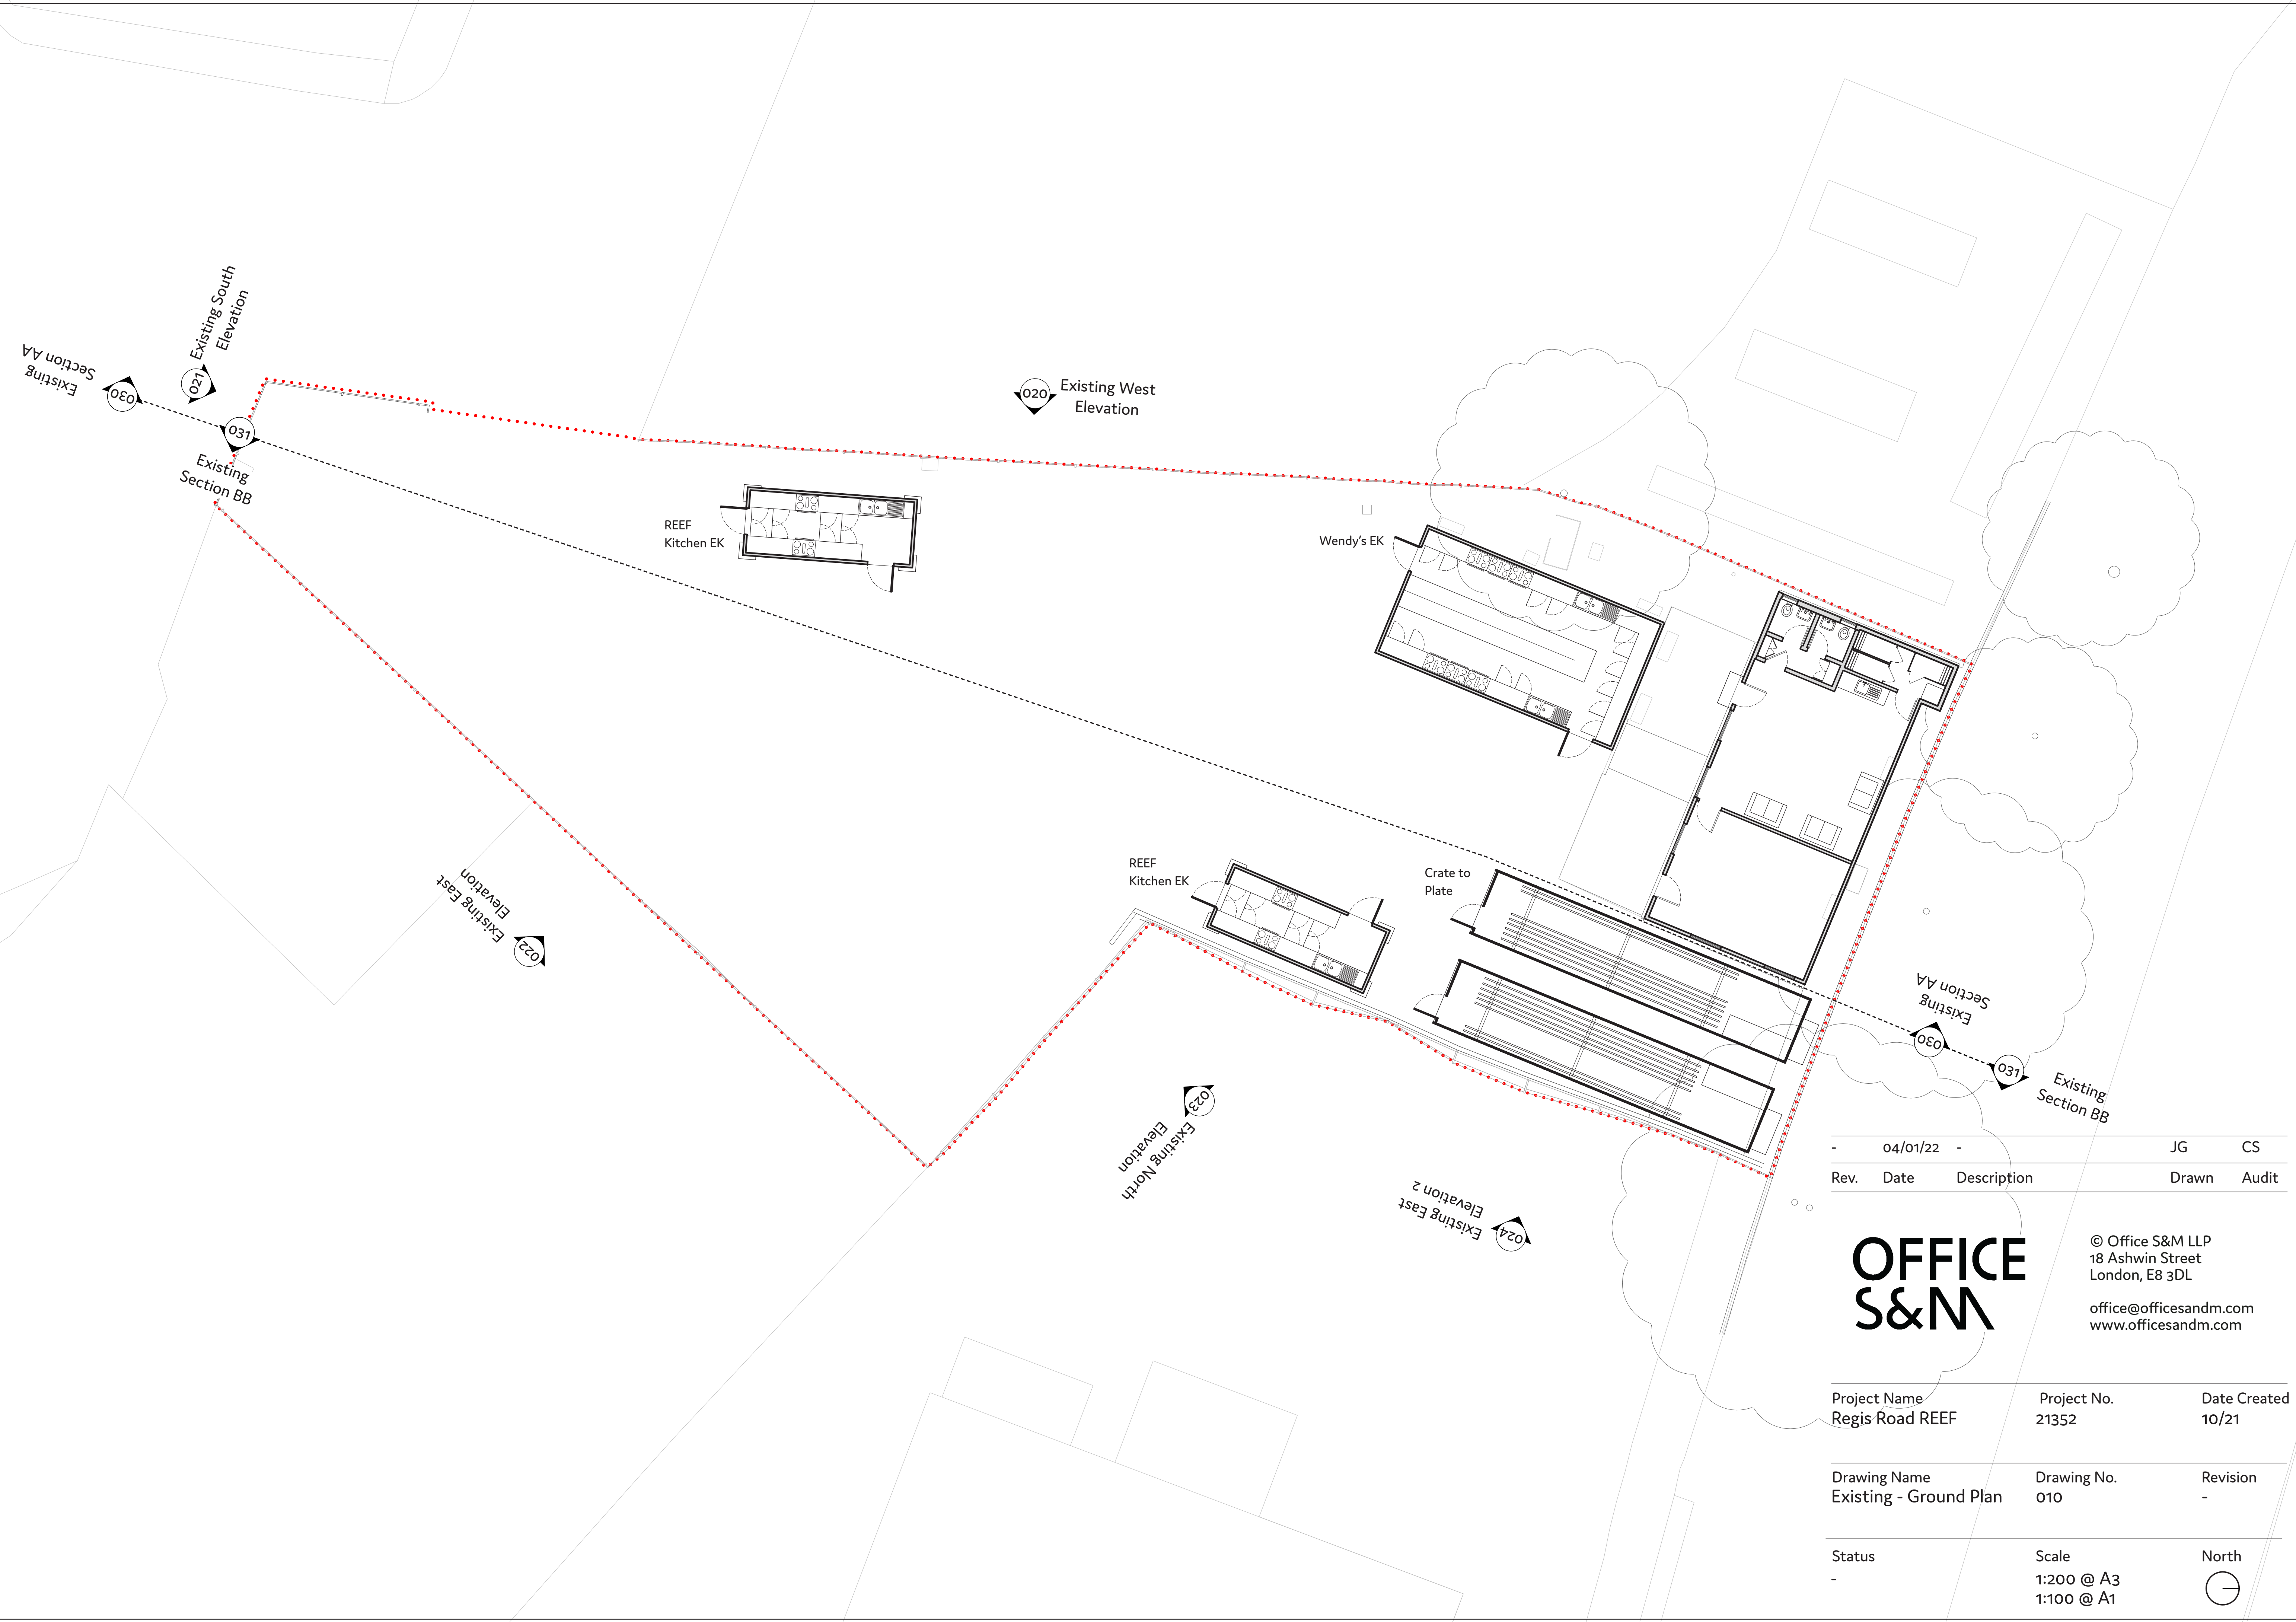 Existing South
Elevation
021
Existing
Section AA
030
031
Existing
Section BB
020
Existing West
Elevation
REEF
Kitchen EK
Wendy's EK
REEF
Kitchen EK
Crate to
Plate
Existing East
Elevation
022
023
Existing North
Elevation
Existing East
Elevation 2
024
Existing
Section AA
030
031
Existing
Section BB
- 04/01/22 - JG CS
Rev. Date Description Drawn Audit
OFFICE
S&M
© Office S&M LLP
18 Ashwin Street
London, E8 3DL
office@officesandm.com
www.officesandm.com
Project Name Project No. Date Created
Regis Road REEF 21352 10/21
Drawing Name Drawing No. Revision
Existing - Ground Plan 010 -
Status Scale North
- 1:200 @ A3
1:100 @ A1